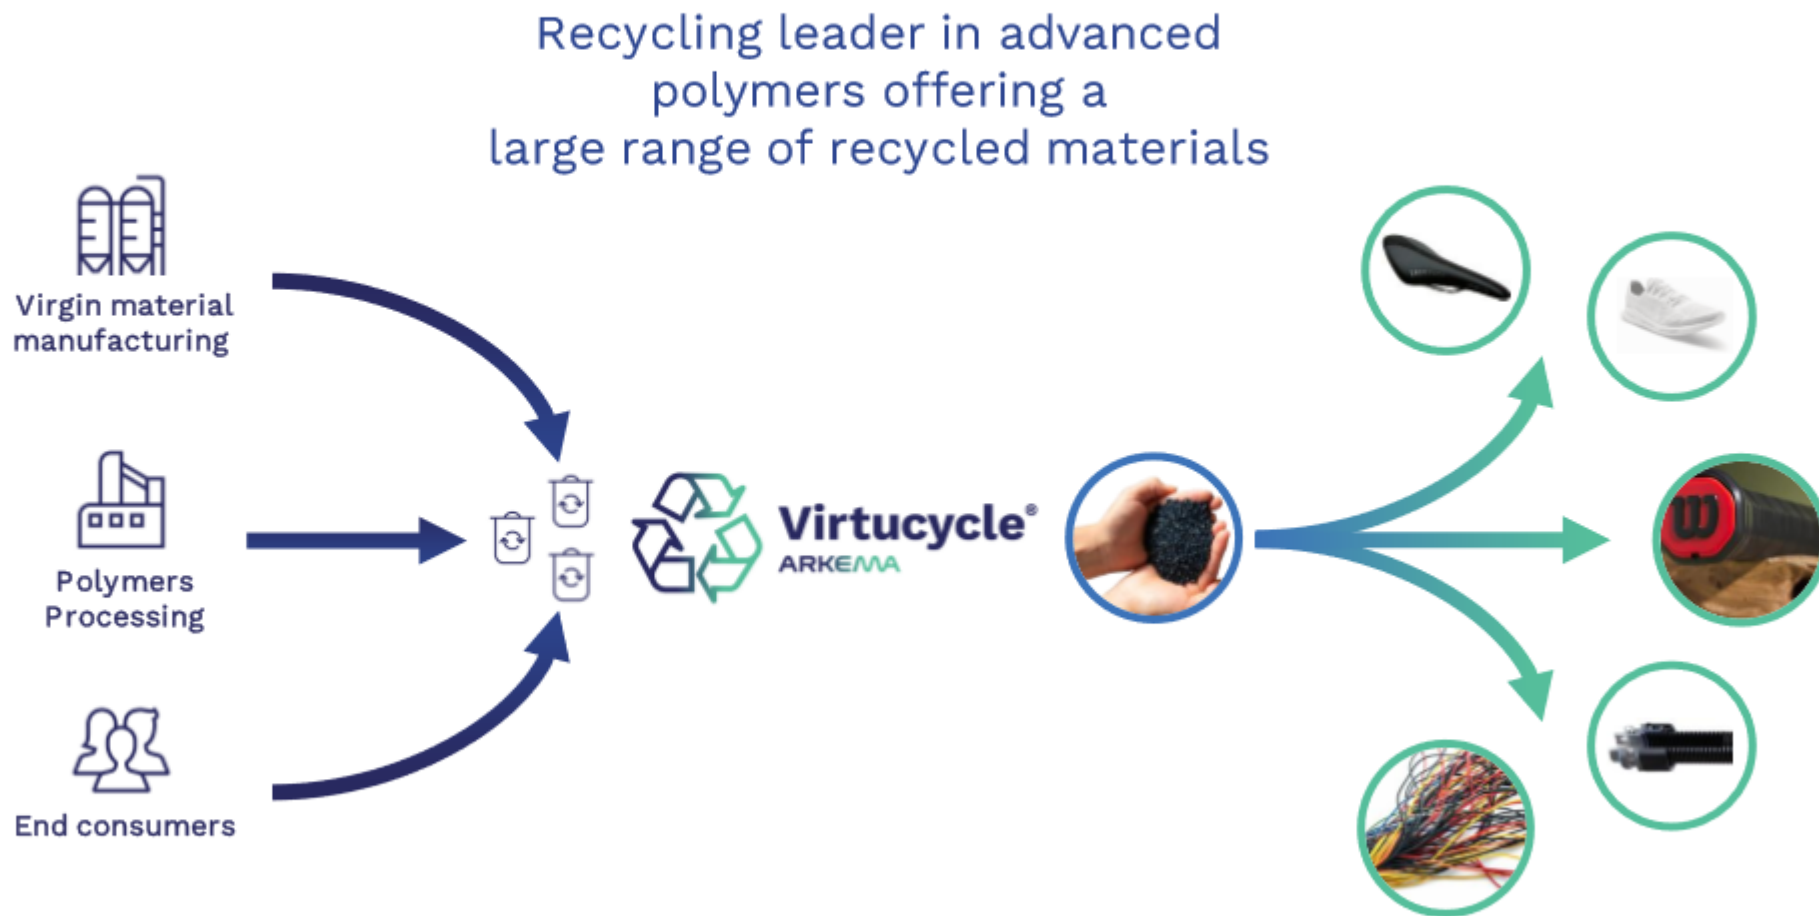 Recycling leader in advanced
polymers offering a
large range of recycled materials
Virgin material
manufacturing
Polymers
Processing
End consumers
Virtucycle®
ARKEMA
W